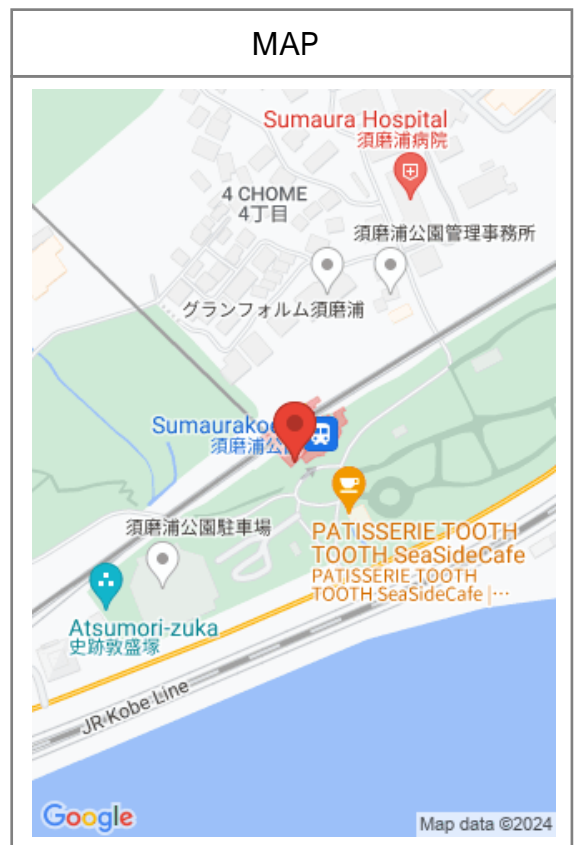 MAP
Sumaura Hospital
須磨浦病院
4 CHOME
4丁目
須磨浦公園管理事務所
グランフォルム須磨浦
Sumaurakoe
須磨浦公
須磨浦公園駐車場
PATISSERIE TOOTH
TOOTH SeaSideCafe
PATISSERIE TOOTH
TOOTH SeaSideCafe |…
Atsumori-zuka
史跡敦盛塚
JR Kobe Line
Google
Map data ©2024